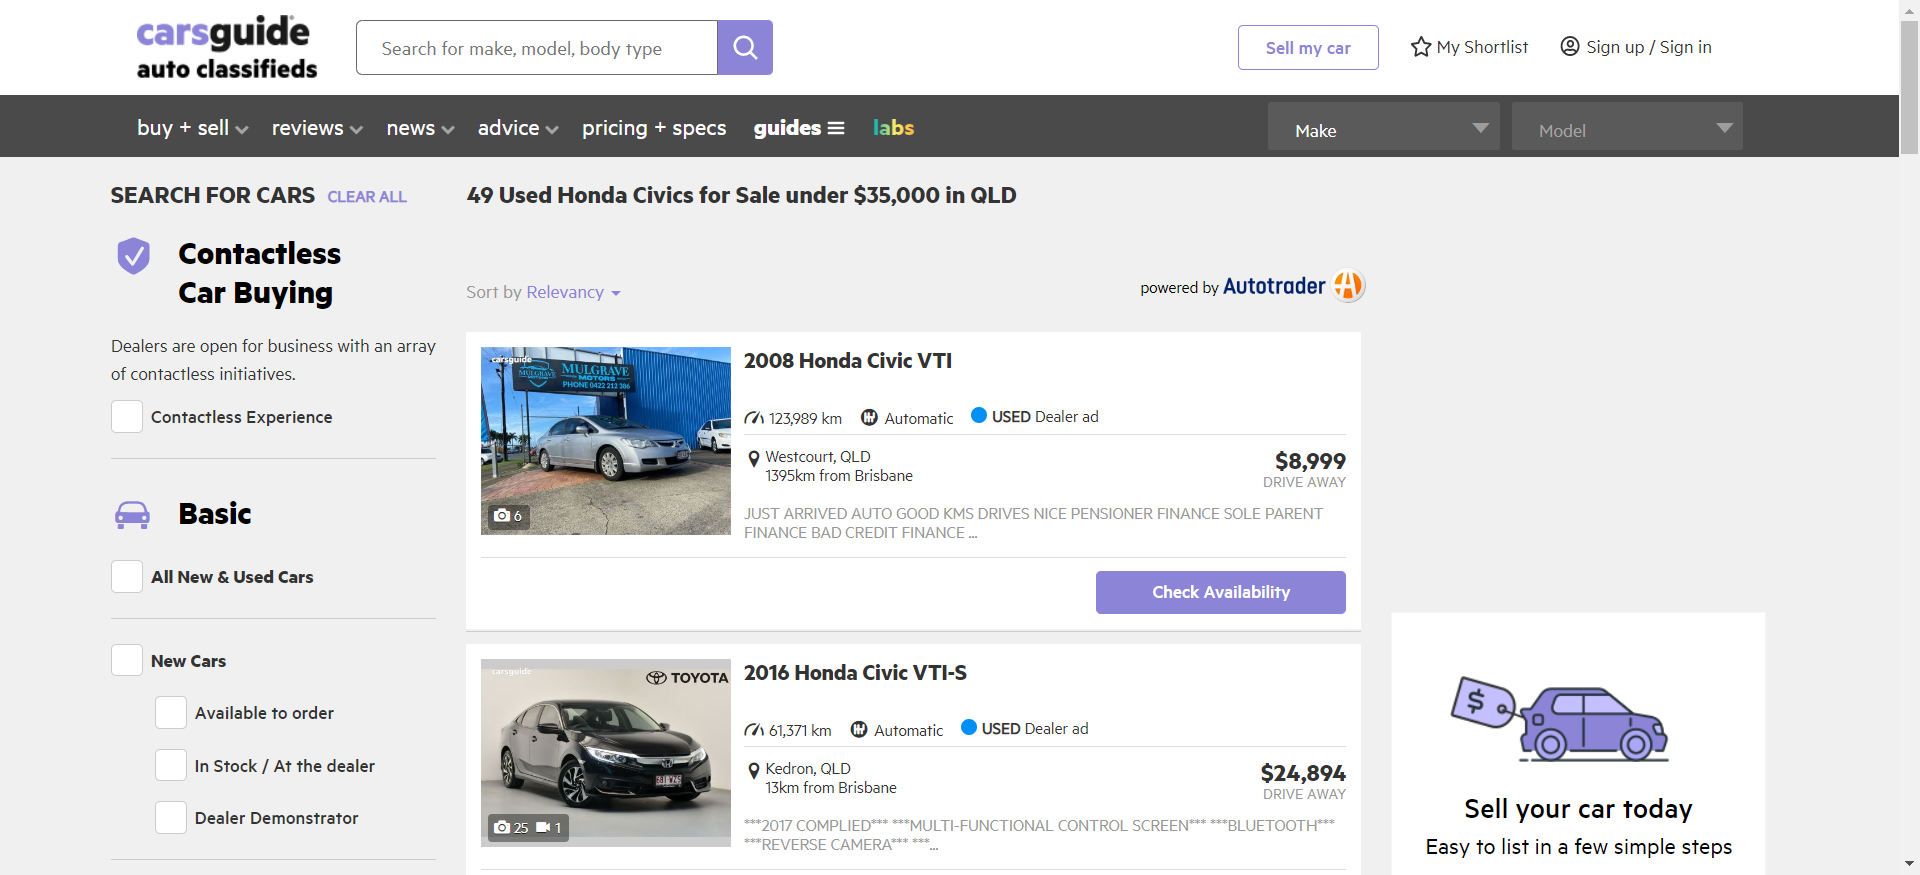 carsguide
auto classifieds
Search for make, model, body type
Sell my car
My Shortlist
Sign up / Sign in
buy + sell
reviews
news
advice
pricing + specs
guides
labs
Make
Model
SEARCH FOR CARS CLEAR ALL
Contactless
Car Buying
Dealers are open for business with an array
of contactless initiatives.
Contactless Experience
Basic
All New & Used Cars
New Cars
Available to order
In Stock / At the dealer
Dealer Demonstrator
49 Used Honda Civics for Sale under $35,000 in QLD
Sort by Relevancy
powered by Autotrader
carsguide
MULGRAVE
MOTORS
MULGRAVE
MOTORS
PHONE 0422 212 386
6
2008 Honda Civic VTI
123,989 km Automatic USED Dealer ad
Westcourt, QLD
1395km from Brisbane
$8,999
DRIVE AWAY
JUST ARRIVED AUTO GOOD KMS DRIVES NICE PENSIONER FINANCE SOLE PARENT
FINANCE BAD CREDIT FINANCE ...
Check Availability
carsguide
TOYOTA
25 1
2016 Honda Civic VTI-S
61,371 km Automatic USED Dealer ad
Kedron, QLD
13km from Brisbane
$24,894
DRIVE AWAY
***2017 COMPLIED*** ***MULTI-FUNCTIONAL CONTROL SCREEN*** ***BLUETOOTH***
***REVERSE CAMERA*** ***...
$
Sell your car today
Easy to list in a few simple steps